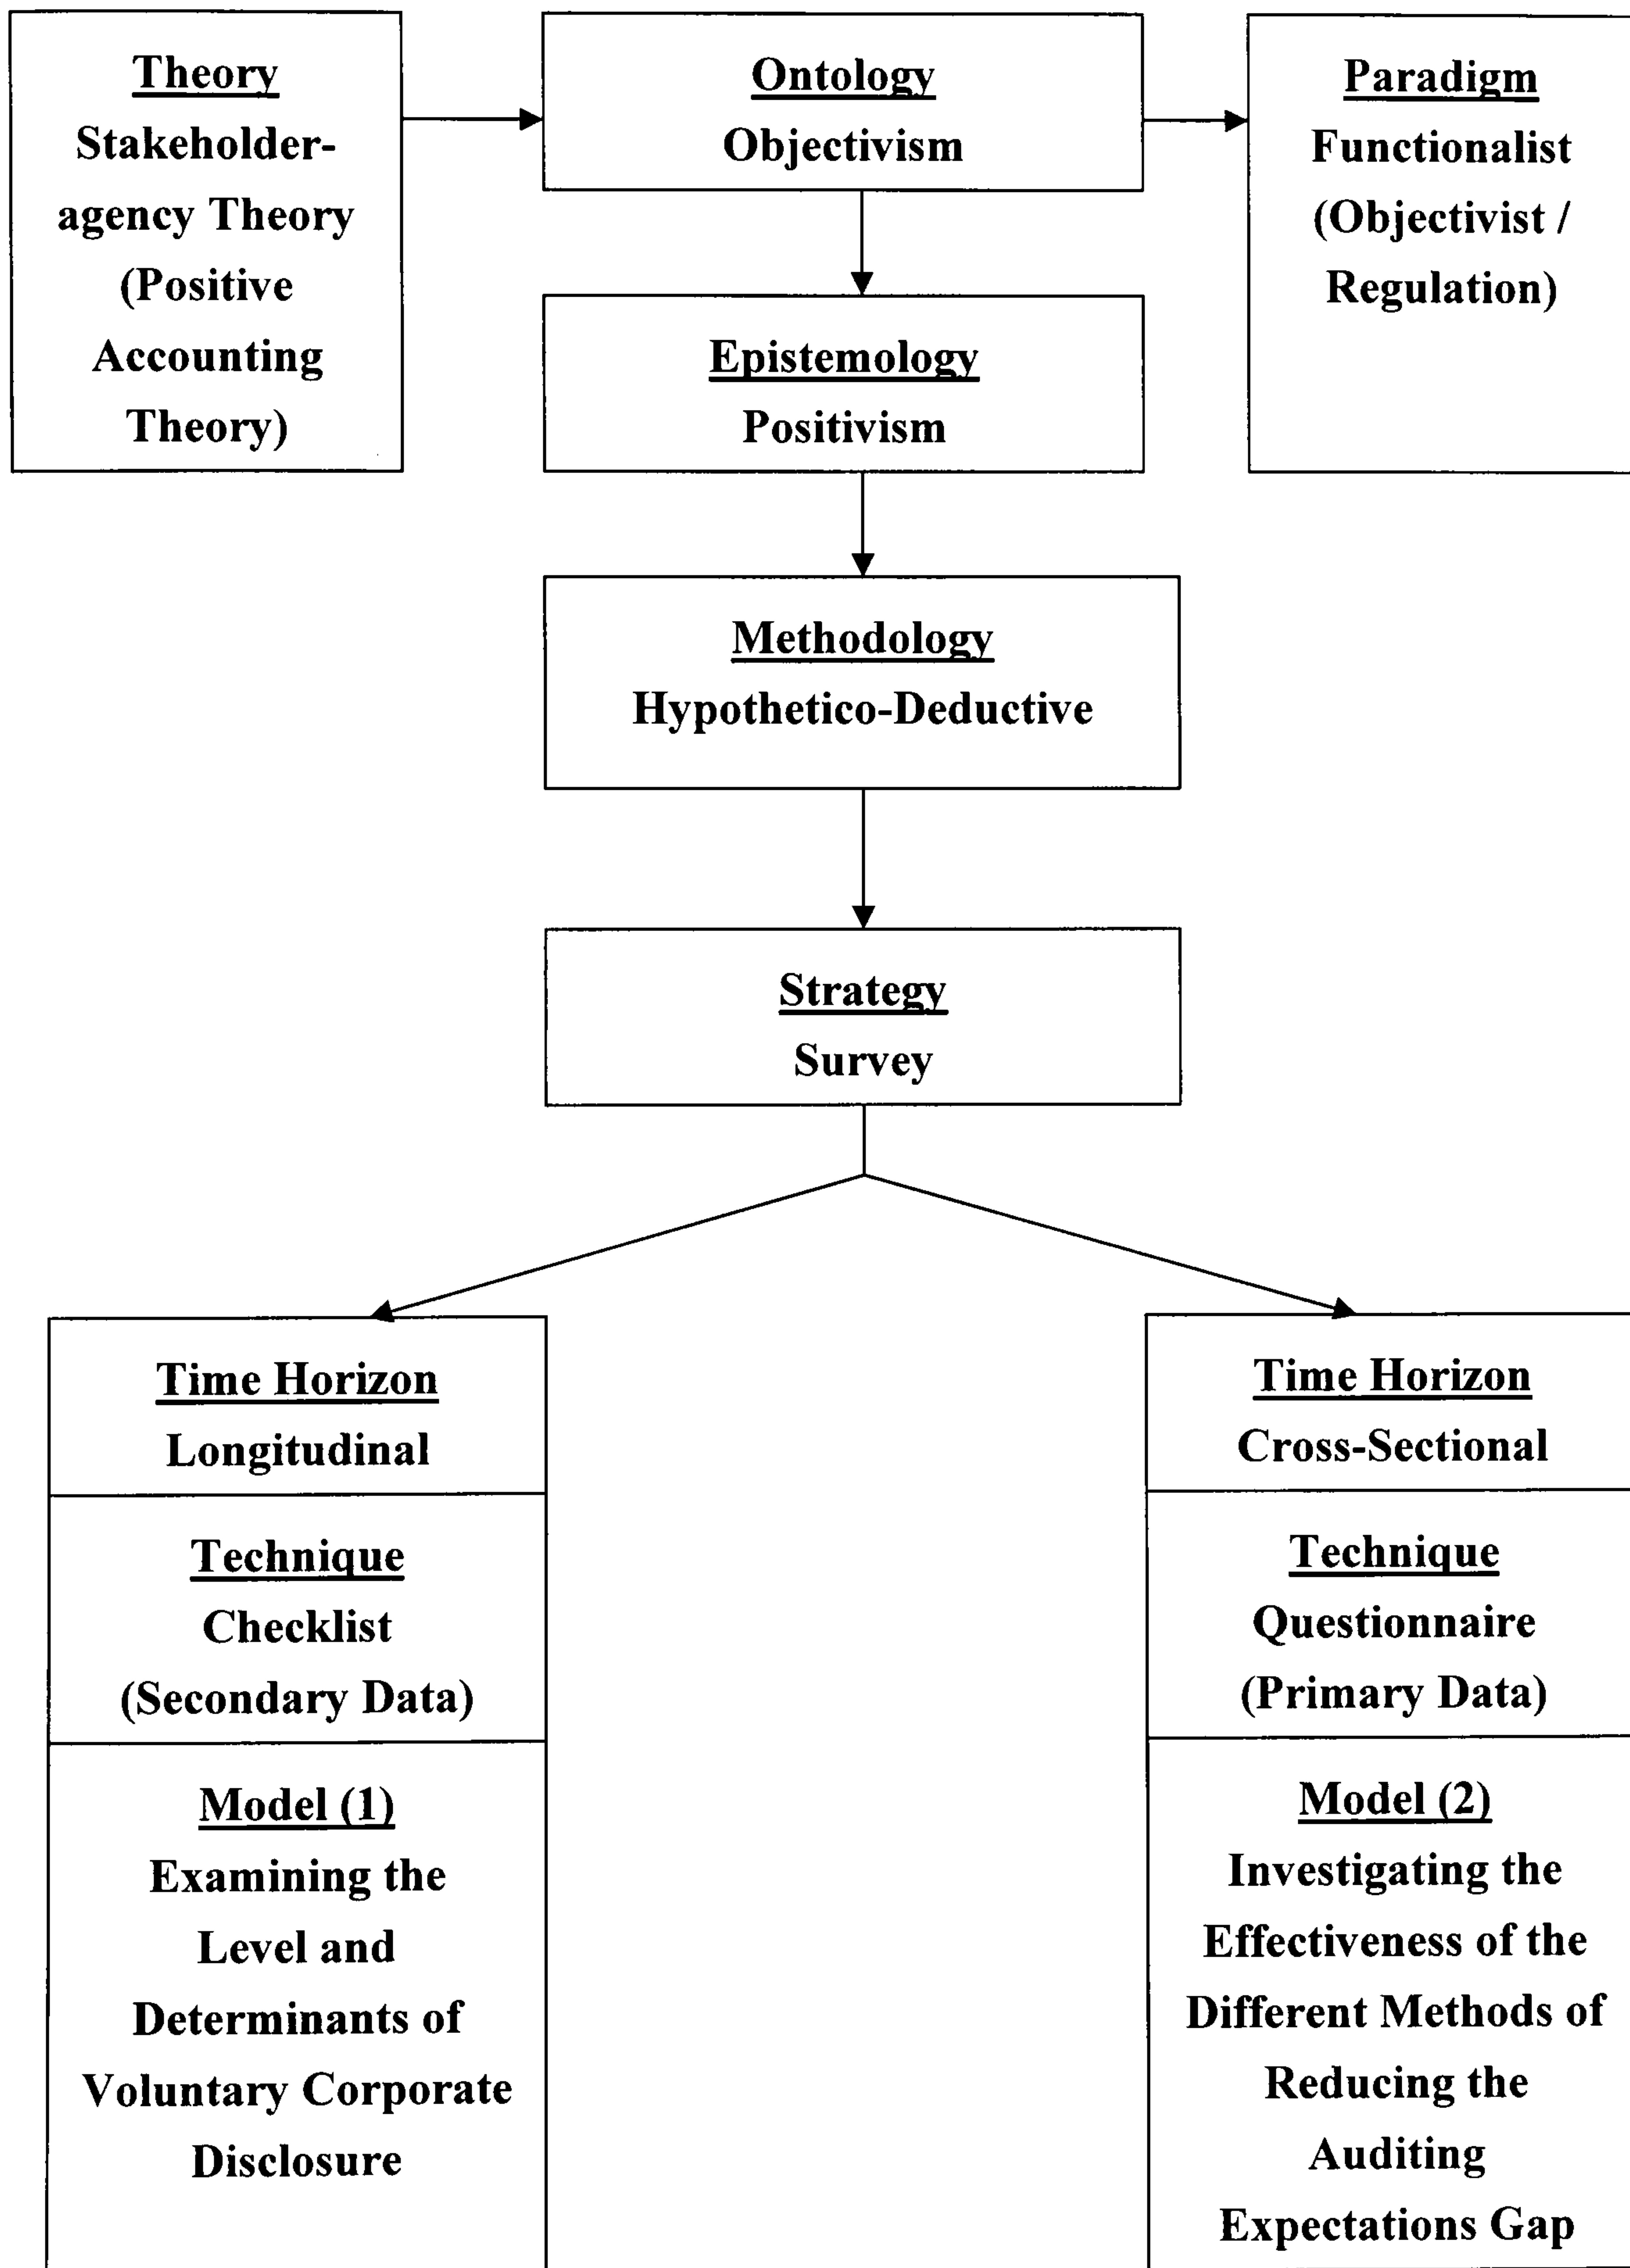 Theory
Stakeholder-
agency Theory
(Positive
Accounting
Theory)
Ontology
Objectivism
Paradigm
Functionalist
(Objectivist /
Regulation)
Epistemology
Positivism
Methodology
Hypothetico-Deductive
Strategy
Survey
Time Horizon
Longitudinal
Technique
Checklist
(Secondary Data)
Model (1)
Examining the
Level and
Determinants of
Voluntary Corporate
Disclosure
Time Horizon
Cross-Sectional
Technique
Questionnaire
(Primary Data)
Model (2)
Investigating the
Effectiveness of the
Different Methods of
Reducing the
Auditing
Expectations Gap